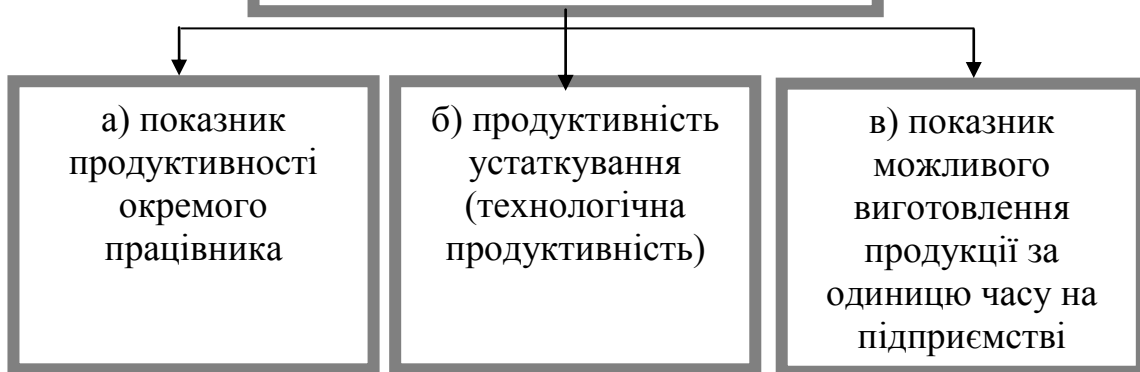 а) показник
продуктивності
окремого
працівника
б) продуктивність
устаткування
(технологічна
продуктивність)
в) показник
можливого
виготовлення
продукції за
одиницю часу на
підприємстві